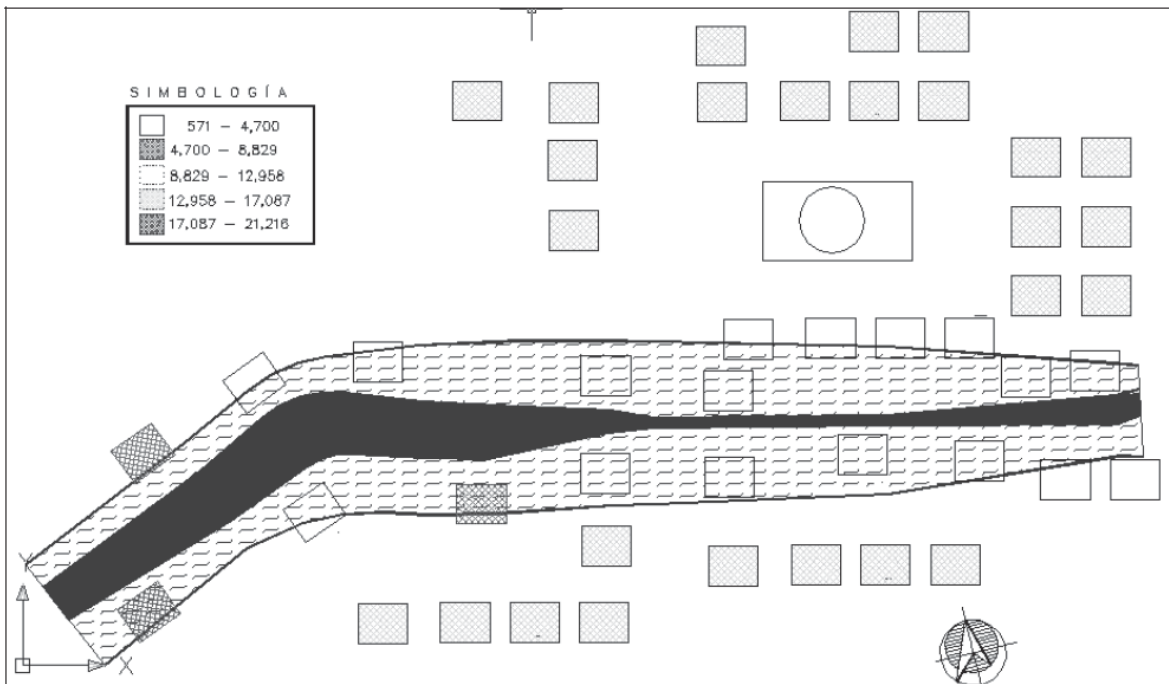 SIMBOLOGÍA
571 – 4,700
4,700 – 8,829
8,829 – 12,958
12,958 – 17,087
17,087 – 21,216
Y
X